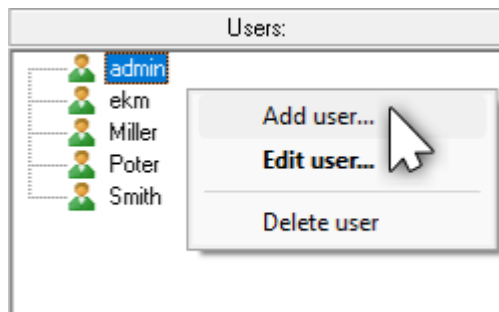 Users:
admin
ekm
Miller
Poter
Smith
Add user...
Edit user...
Delete user